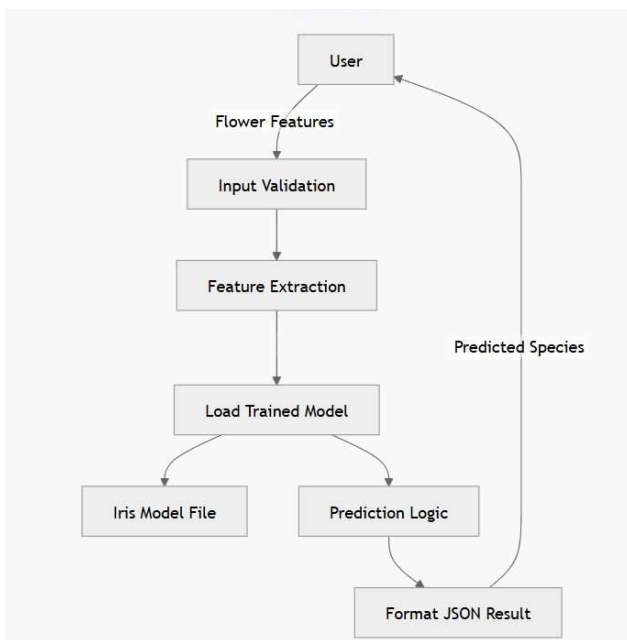 User
Flower Features
Input Validation
Feature Extraction
Predicted Species
Load Trained Model
Iris Model File
Prediction Logic
Format JSON Result